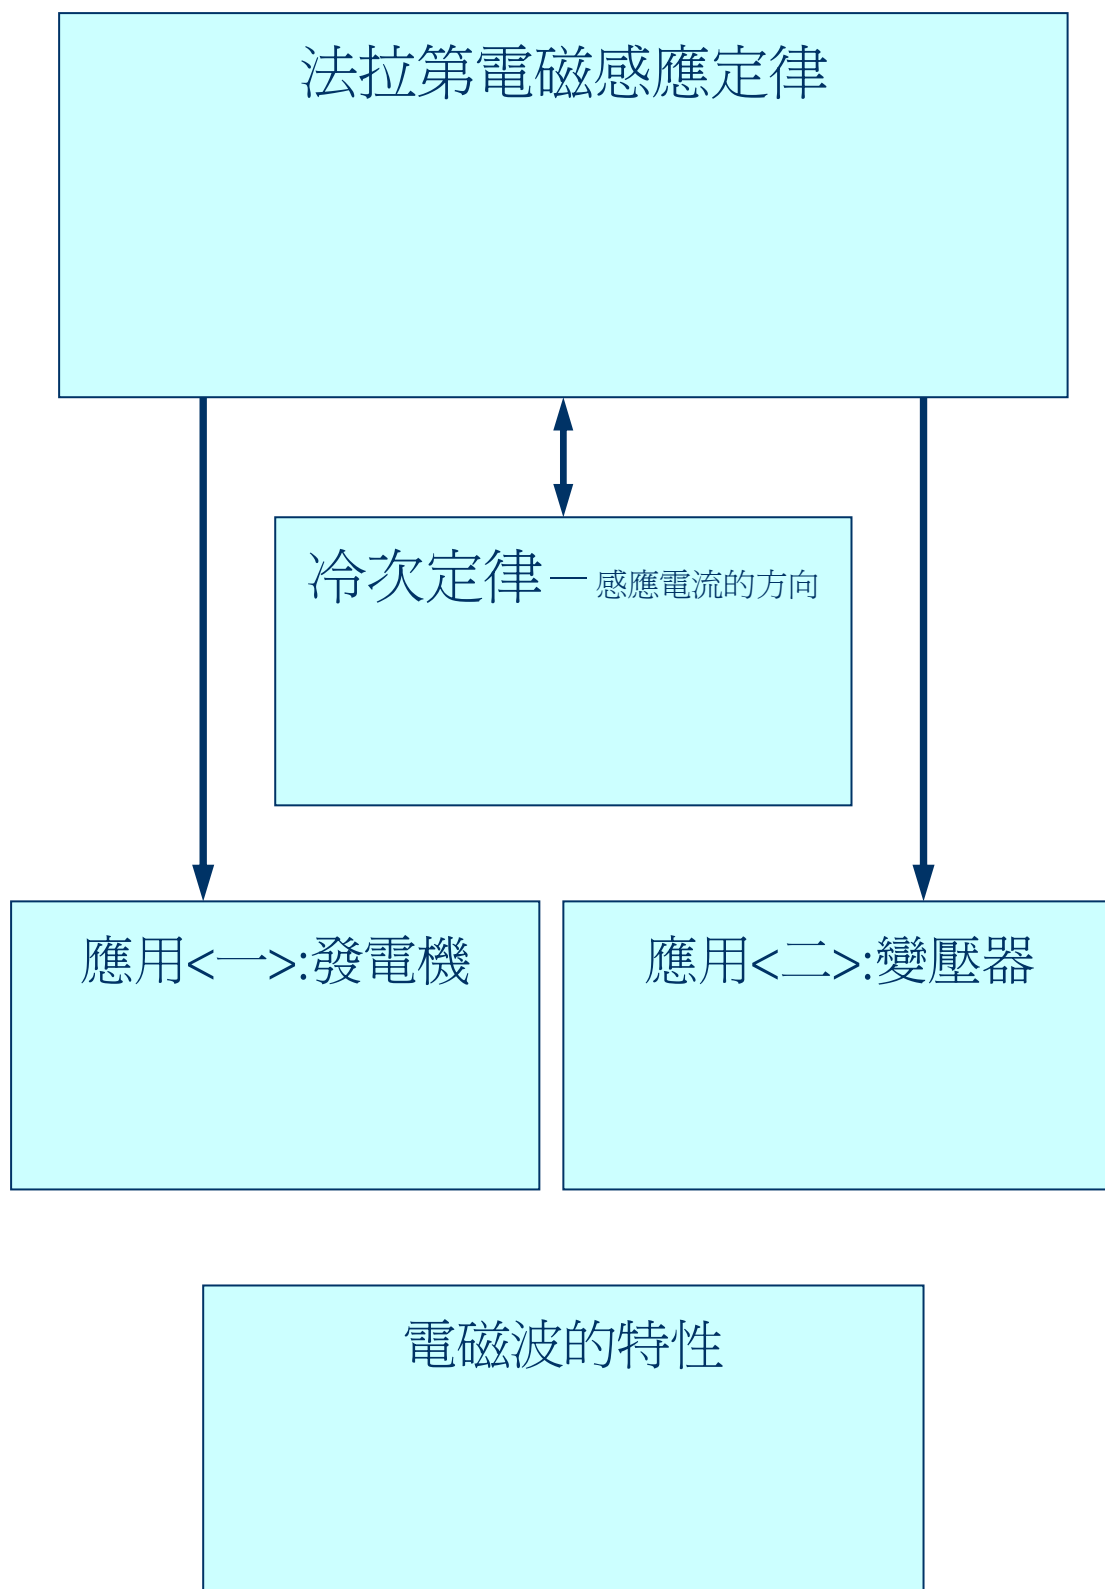 法拉第電磁感應定律
冷次定律－感應電流的方向
應用<一>:發電機
應用<二>:變壓器
電磁波的特性